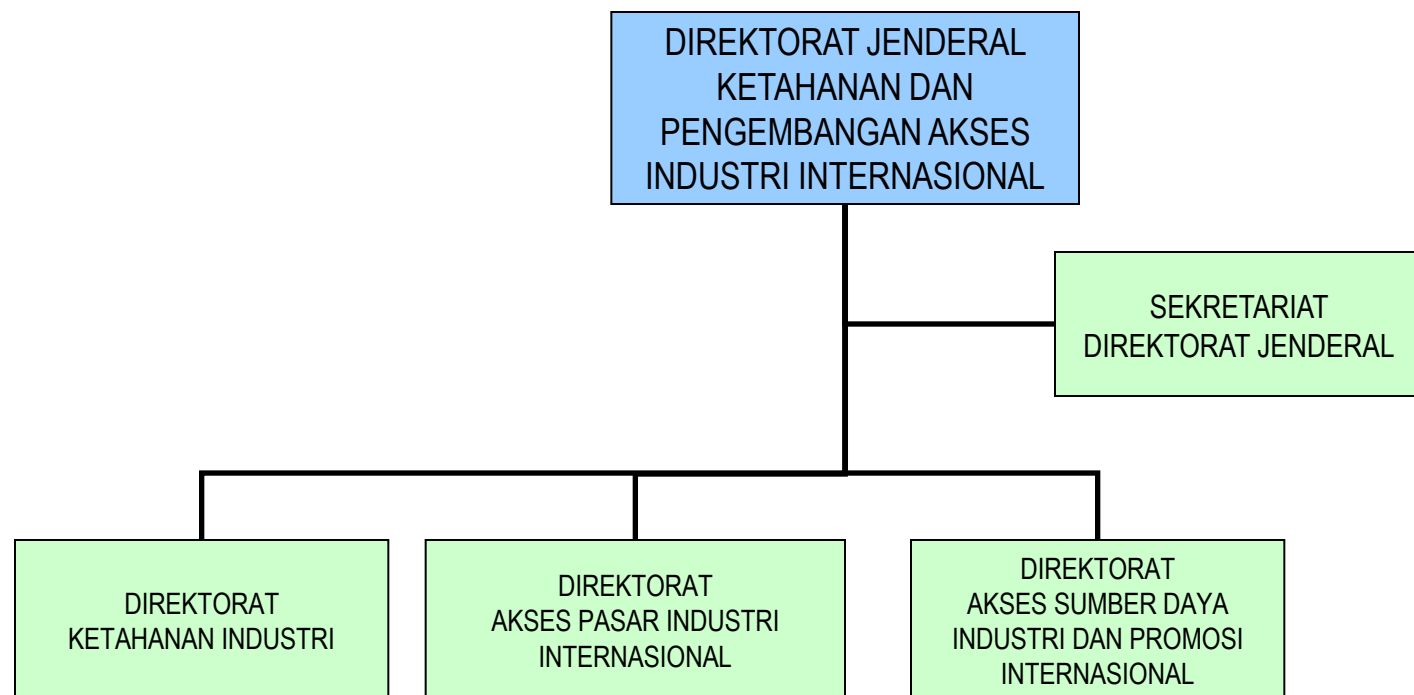 DIREKTORAT JENDERAL
KETAHANAN DAN
PENGEMBANGAN AKSES
INDUSTRI INTERNASIONAL
SEKRETARIAT
DIREKTORAT JENDERAL
DIREKTORAT
KETAHANAN INDUSTRI
DIREKTORAT
AKSES PASAR INDUSTRI
INTERNASIONAL
DIREKTORAT
AKSES SUMBER DAYA
INDUSTRI DAN PROMOSI
INTERNASIONAL